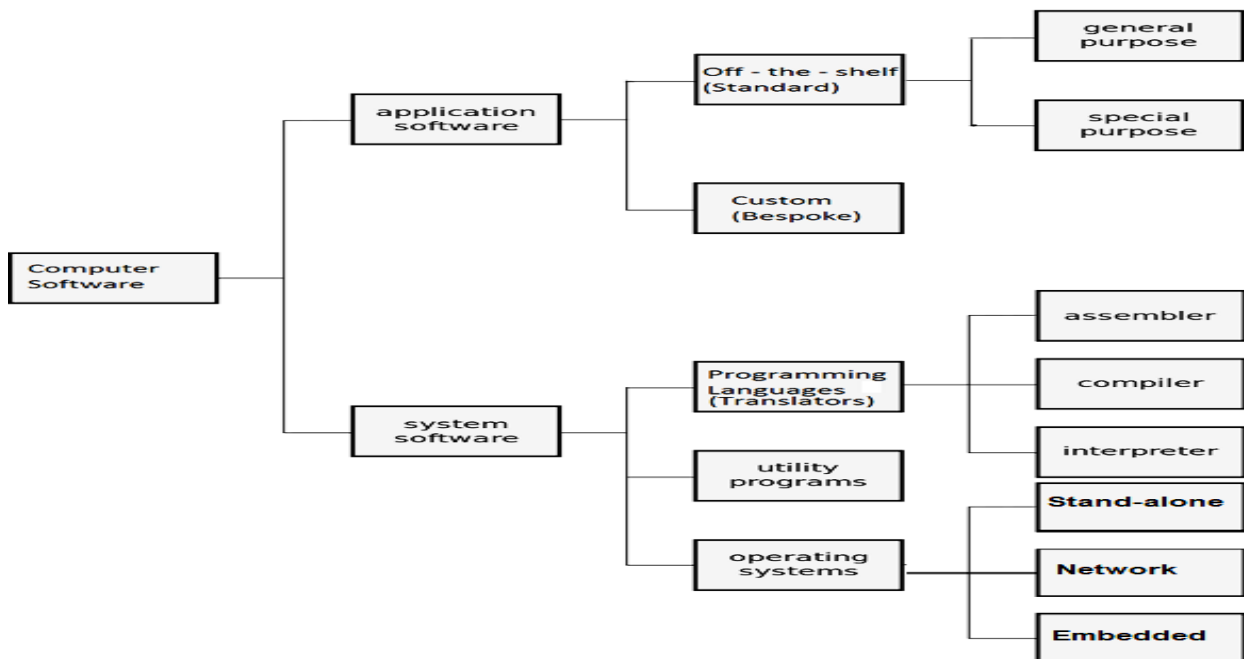 general
purpose
Off - the - shelf
(Standard)
application
software
special
purpose
Custom
(Bespoke)
Computer
Software
assembler
Programming
Languages
(Translators)
compiler
system
software
interpreter
utility
programs
Stand-alone
operating
systems
Network
Embedded